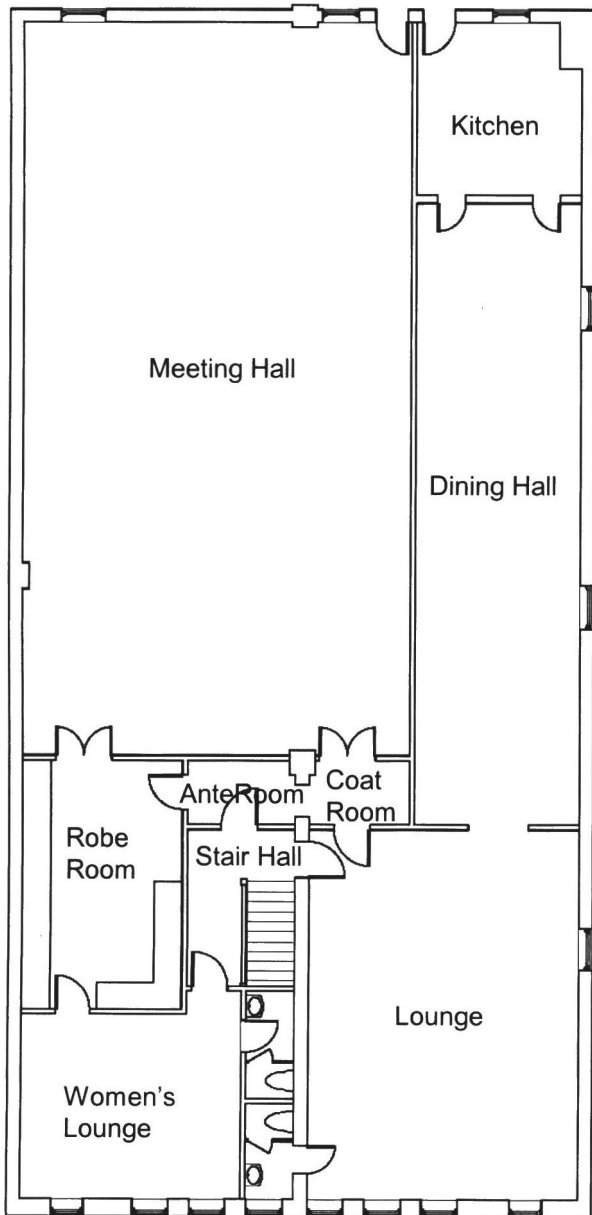 Kitchen
Meeting Hall
Dining Hall
AnteRoom
Coat
Room
Robe
Room
Stair Hall
Lounge
Women's
Lounge